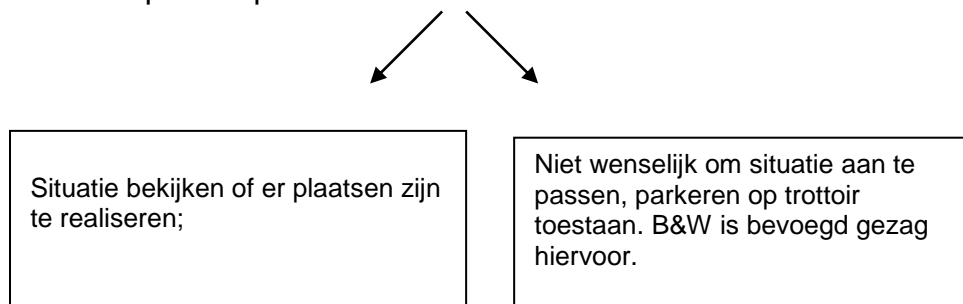 Situatie bekijken of er plaatsen zijn
te realiseren;
Niet wenselijk om situatie aan te
passen, parkeren op trottoir
toestaan. B&W is bevoegd gezag
hiervoor.